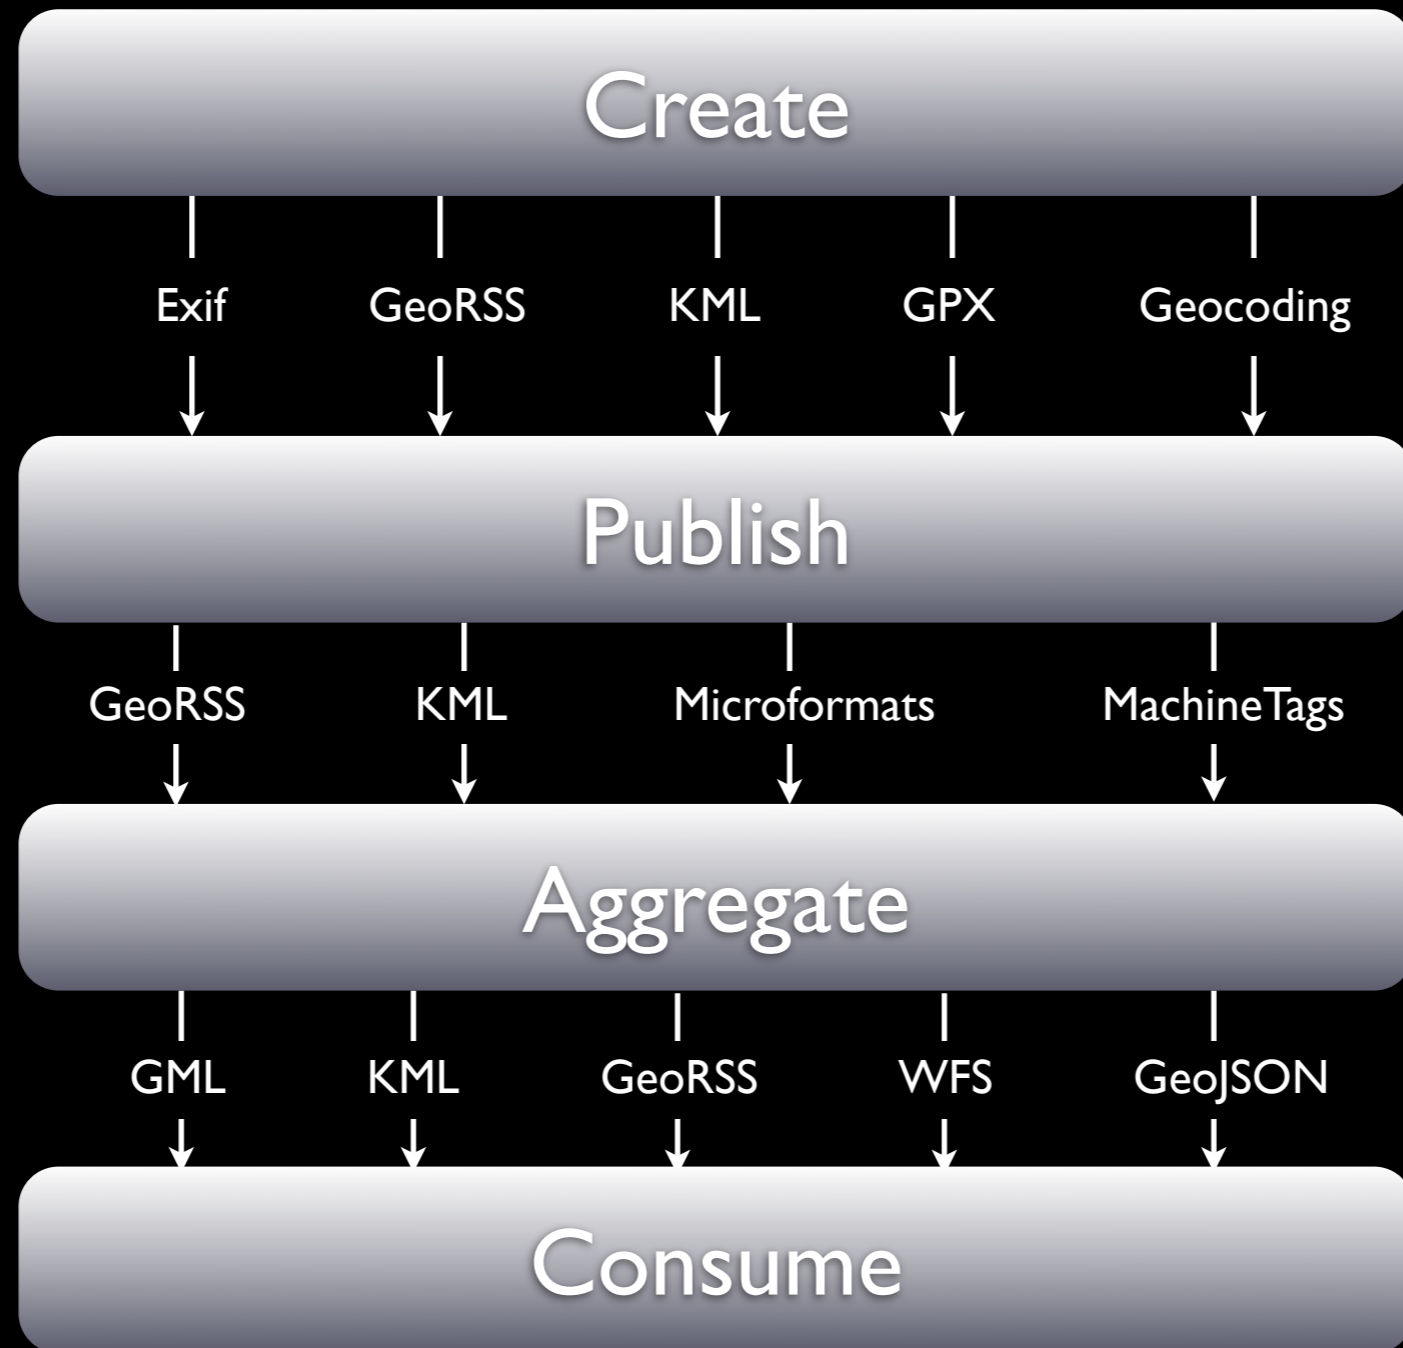 Create
Exif GeoRSS KML GPX Geocoding
Publish
GeoRSS KML Microformats MachineTags
Aggregate
GML KML GeoRSS WFS GeoJSON
Consume